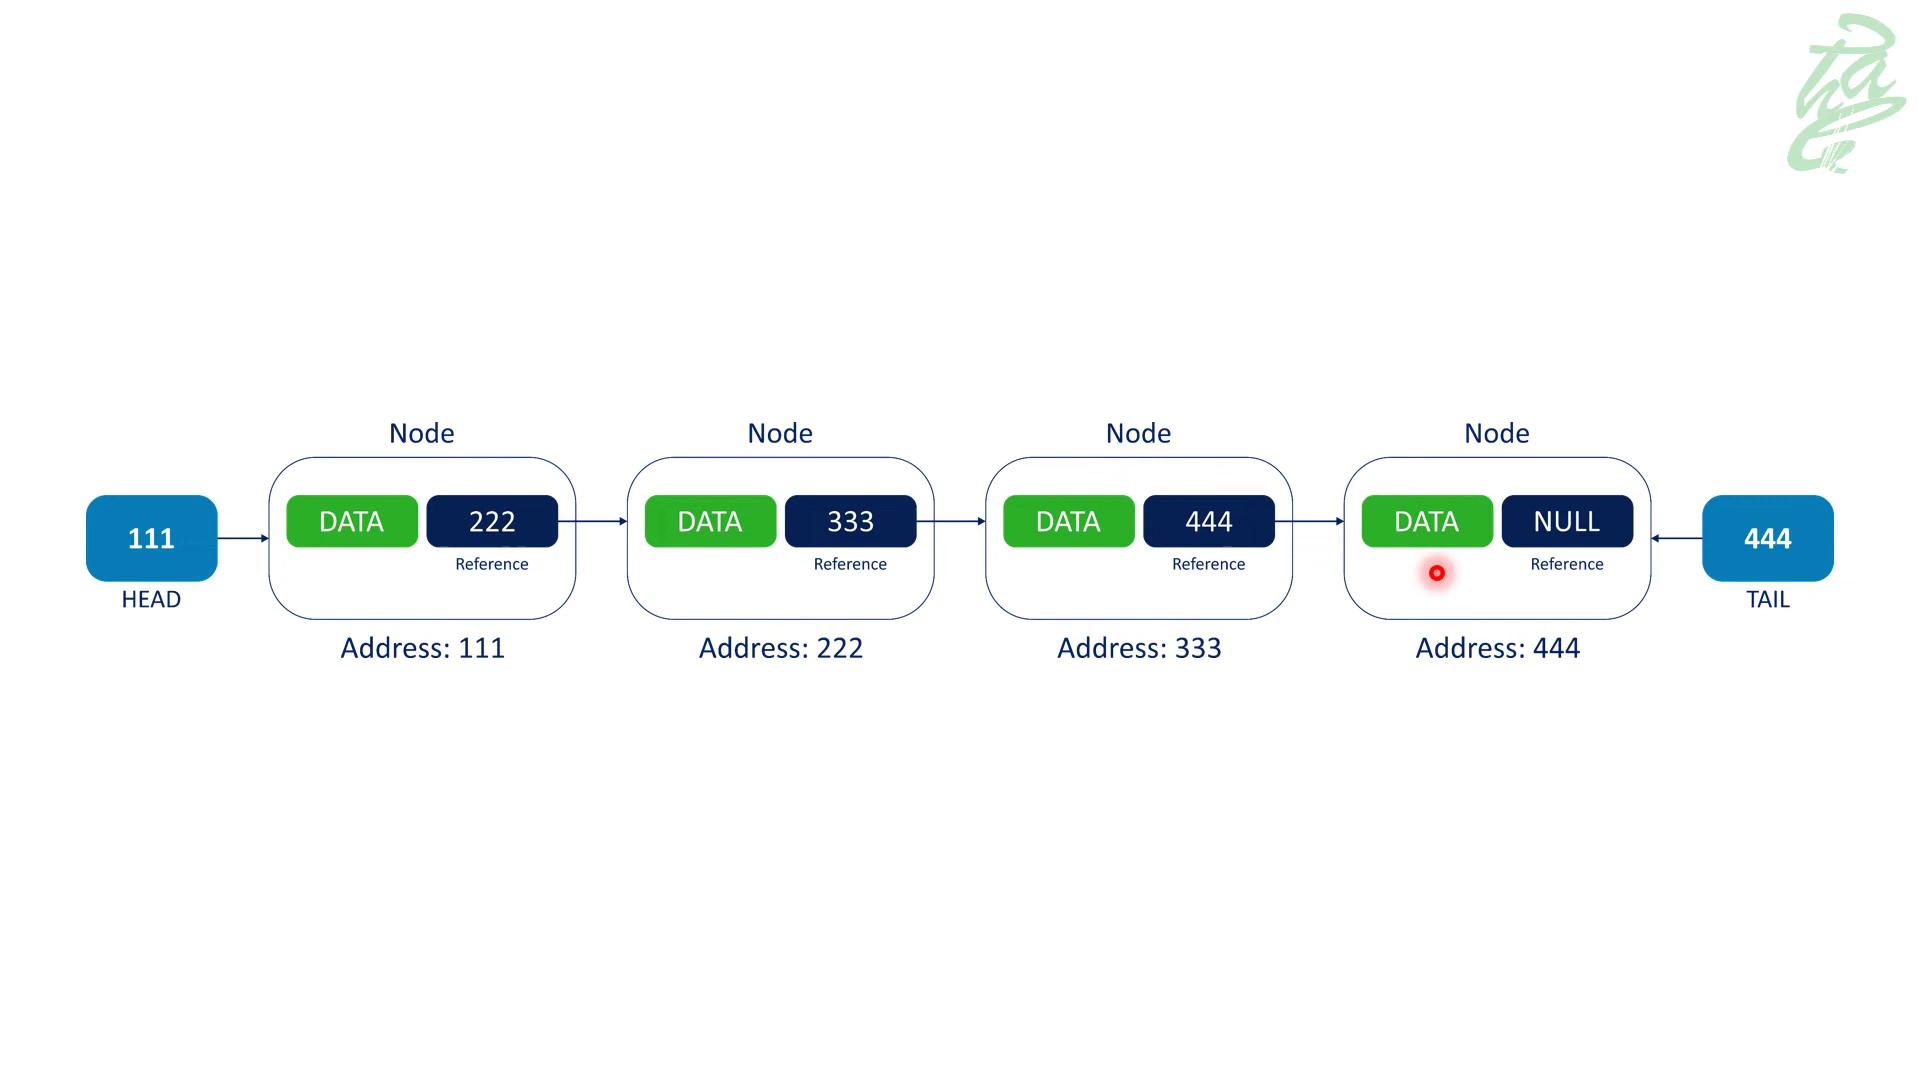 Node Node Node Node
111 DATA 222 DATA 333 DATA 444 DATA NULL 444
Reference Reference Reference Reference
HEAD TAIL
Address: 111 Address: 222 Address: 333 Address: 444